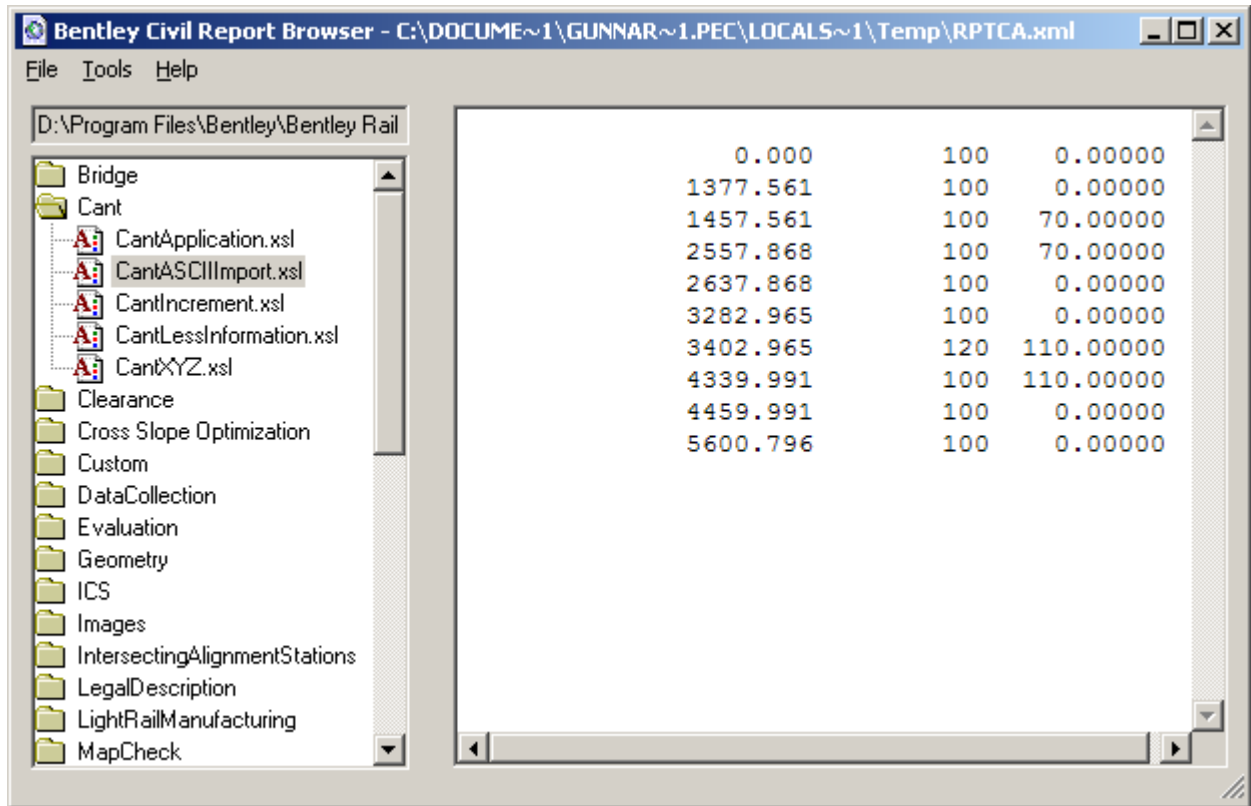 Bentley Civil Report Browser - C:\DOCUME~1\GUNNAR~1.PEC\LOCALS~1\Temp\RPTCA.xml
File Tools Help
D:\Program Files\Bentley\Bentley Rail
Bridge
Cant
CantApplication.xsl
CantASCIIImport.xsl
CantIncrement.xsl
CantLessInformation.xsl
CantXYZ.xsl
Clearance
Cross Slope Optimization
Custom
DataCollection
Evaluation
Geometry
ICS
Images
IntersectingAlignmentStations
LegalDescription
LightRailManufacturing
MapCheck
0.000 100 0.00000
1377.561 100 0.00000
1457.561 100 70.00000
2557.868 100 70.00000
2637.868 100 0.00000
3282.965 100 0.00000
3402.965 120 110.00000
4339.991 100 110.00000
4459.991 100 0.00000
5600.796 100 0.00000